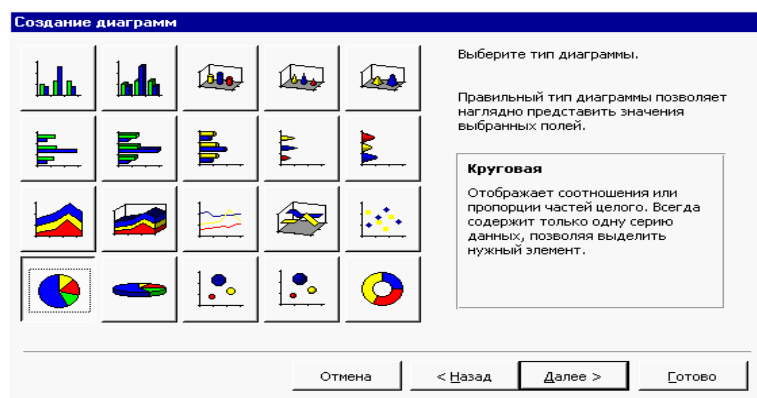 Создание диаграмм
Выберите тип диаграммы.
Правильный тип диаграммы позволяет
наглядно представить значения
выбранных полей.
Круговая
Отображает соотношения или
пропорции частей целого. Всегда
содержит только одну серию
данных, позволяя выделить
нужный элемент.
Отмена
< Назад
Далее >
Готово